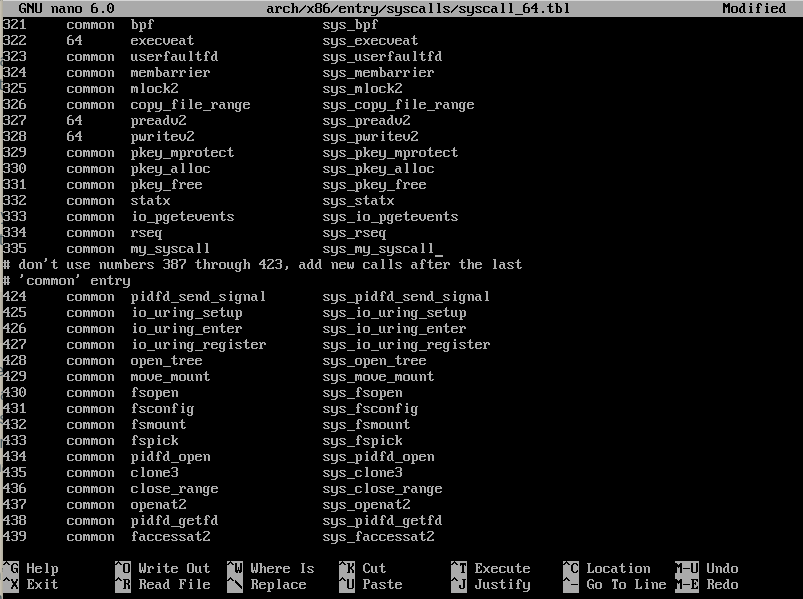 GNU nano 6.0 arch/x86/entry/syscalls/syscall_64.tbl Modified
321 common bpf sys_bpf
322 64 execveat sys_execveat
323 common userfaultfd sys_userfaultfd
324 common membarrier sys_membarrier
325 common mlock2 sys_mlock2
326 common copy_file_range sys_copy_file_range
327 64 preadv2 sys_preadv2
328 64 pwritev2 sys_pwritev2
329 common pkey_mprotect sys_pkey_mprotect
330 common pkey_alloc sys_pkey_alloc
331 common pkey_free sys_pkey_free
332 common statx sys_statx
333 common io_pgetevents sys_io_pgetevents
334 common rseq sys_rseq
335 common my_syscall sys_my_syscall
# don't use numbers 387 through 423, add new calls after the last
# 'common' entry
424 common pidfd_send_signal sys_pidfd_send_signal
425 common io_uring_setup sys_io_uring_setup
426 common io_uring_enter sys_io_uring_enter
427 common io_uring_register sys_io_uring_register
428 common open_tree sys_open_tree
429 common move_mount sys_move_mount
430 common fsopen sys_fsopen
431 common fsconfig sys_fsconfig
432 common fsmount sys_fsmount
433 common fspick sys_fspick
434 common pidfd_open sys_pidfd_open
435 common clone3 sys_clone3
436 common close_range sys_close_range
437 common openat2 sys_openat2
438 common pidfd_getfd sys_pidfd_getfd
439 common faccessat2 sys_faccessat2
^G Help ^O Write Out ^W Where Is ^K Cut ^T Execute ^C Location M-U Undo
^X Exit ^R Read File ^\ Replace ^U Paste ^J Justify ^_ Go To Line M-E Redo